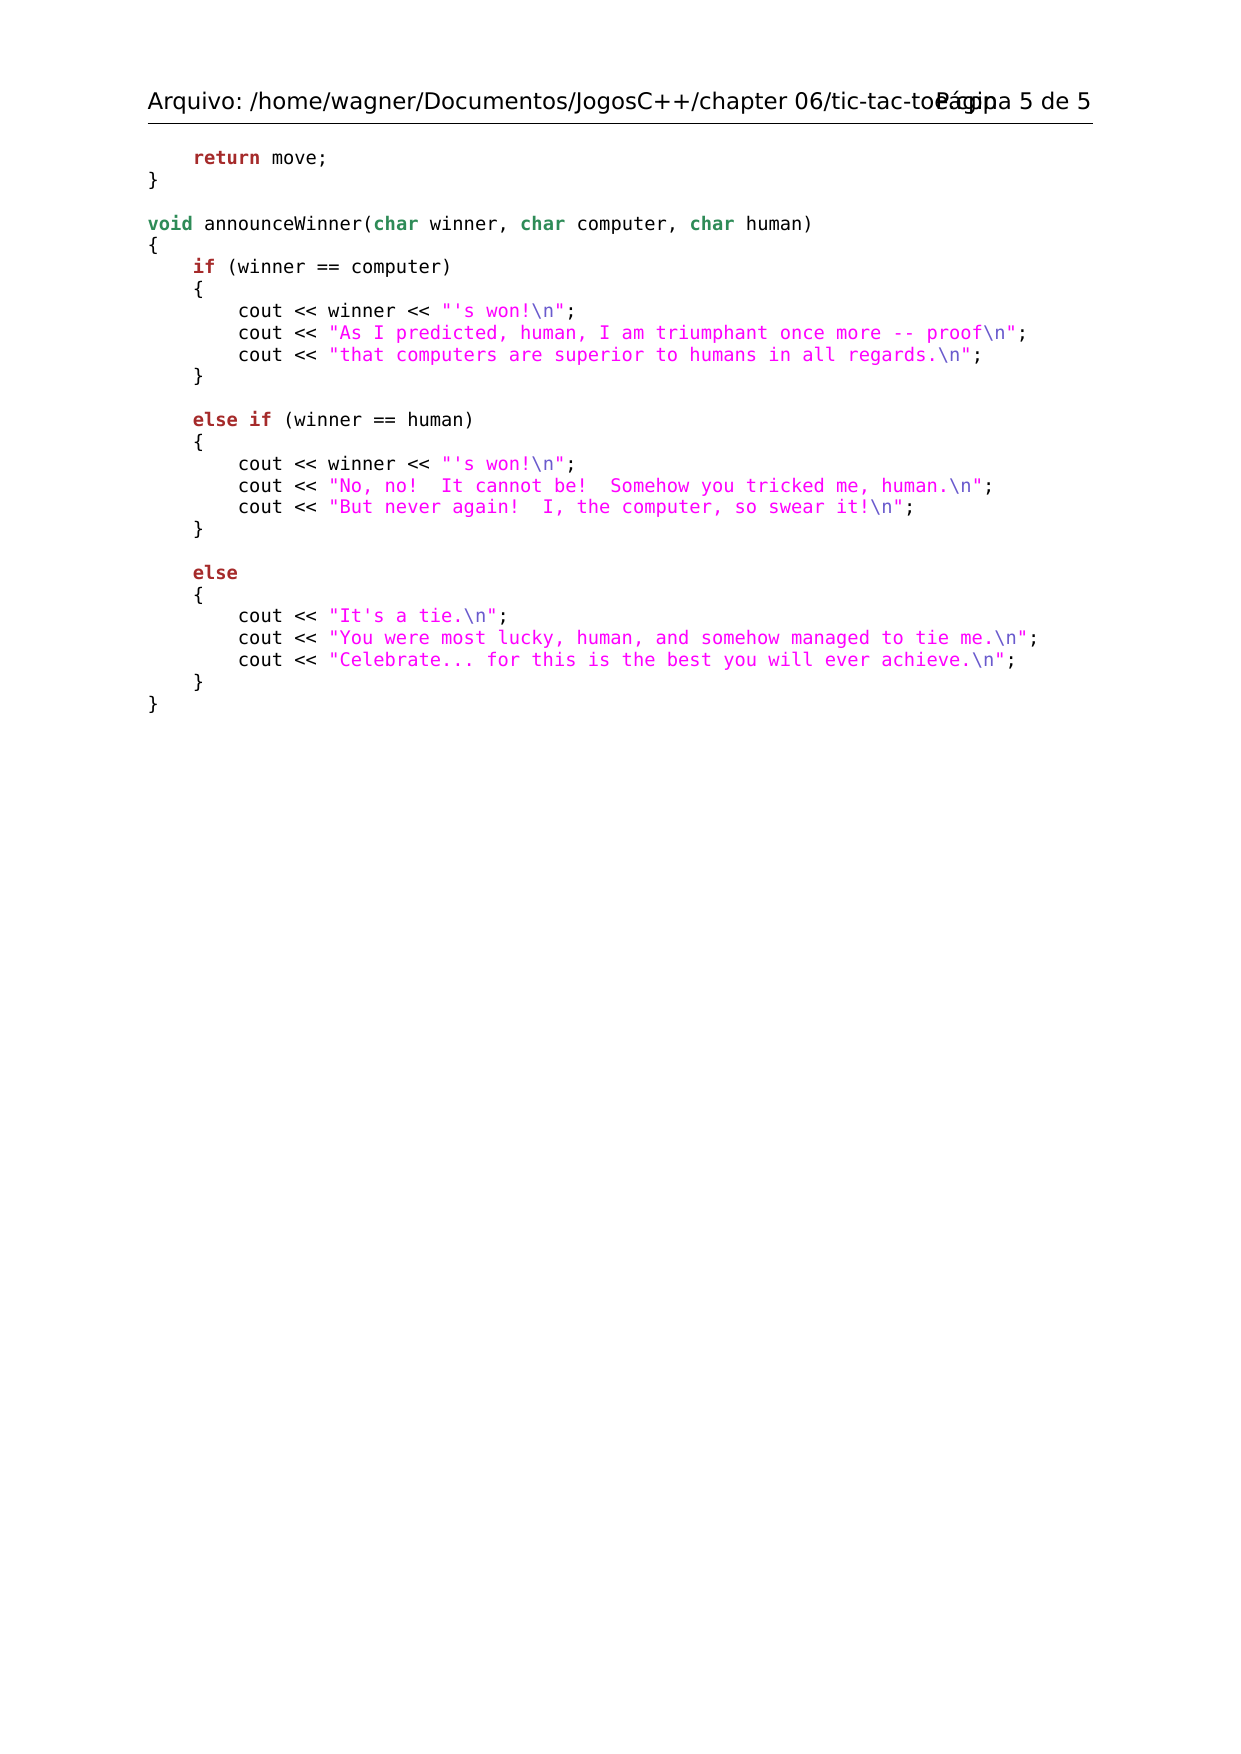 Arquivo: /home/wagner/Documentos/JogosC++/chapter 06/tic-tac-toe.cpp Página 5 de 5
    return move;
}

void announceWinner(char winner, char computer, char human)
{
    if (winner == computer)
    {
        cout << winner << "'s won!\n";
        cout << "As I predicted, human, I am triumphant once more -- proof\n";
        cout << "that computers are superior to humans in all regards.\n";
    }

    else if (winner == human)
    {
        cout << winner << "'s won!\n";
        cout << "No, no!  It cannot be!  Somehow you tricked me, human.\n";
        cout << "But never again!  I, the computer, so swear it!\n";
    }

    else
    {
        cout << "It's a tie.\n";
        cout << "You were most lucky, human, and somehow managed to tie me.\n";
        cout << "Celebrate... for this is the best you will ever achieve.\n";
    }
}